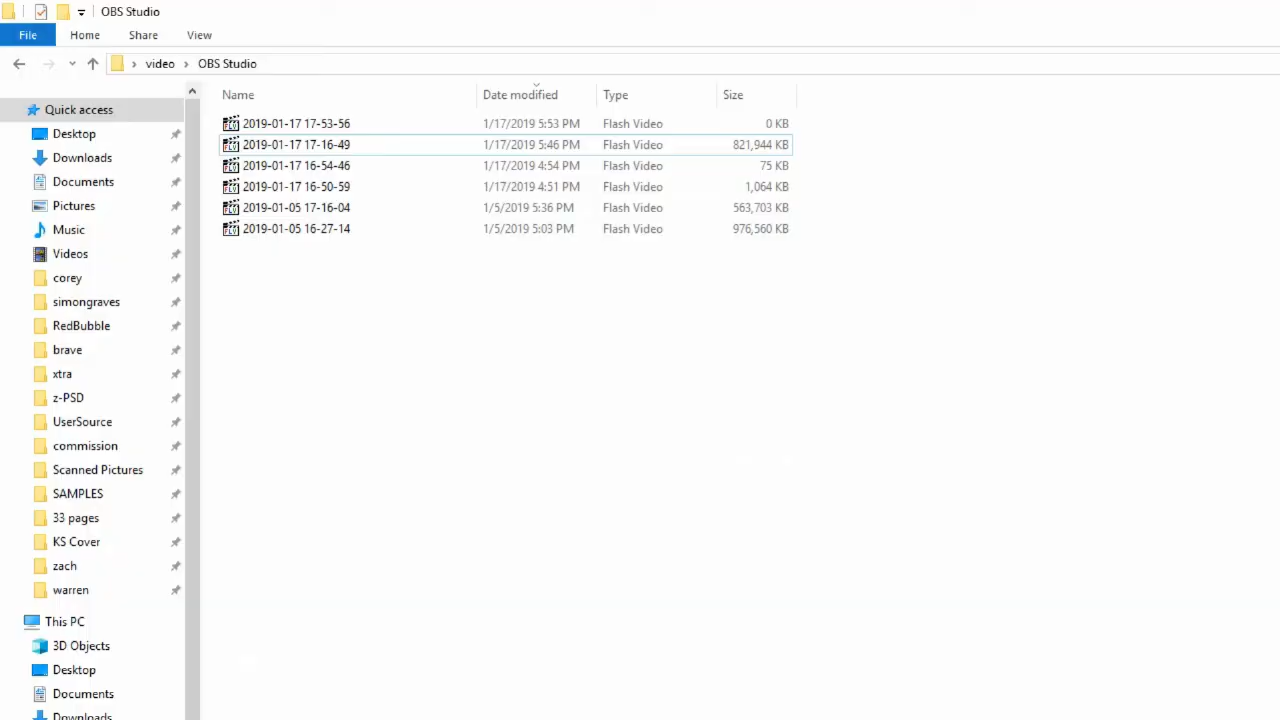 OBS Studio
File Home Share View
video › OBS Studio
Name Date modified Type Size
2019-01-17 17-53-56 1/17/2019 5:53 PM Flash Video 0 KB
2019-01-17 17-16-49 1/17/2019 5:46 PM Flash Video 821,944 KB
2019-01-17 16-54-46 1/17/2019 4:54 PM Flash Video 75 KB
2019-01-17 16-50-59 1/17/2019 4:51 PM Flash Video 1,064 KB
2019-01-05 17-16-04 1/5/2019 5:36 PM Flash Video 563,703 KB
2019-01-05 16-27-14 1/5/2019 5:03 PM Flash Video 976,560 KB
Quick access
Desktop
Downloads
Documents
Pictures
Music
Videos
corey
simongraves
RedBubble
brave
xtra
z-PSD
UserSource
commission
Scanned Pictures
SAMPLES
33 pages
KS Cover
zach
warren
This PC
3D Objects
Desktop
Documents
Downloads